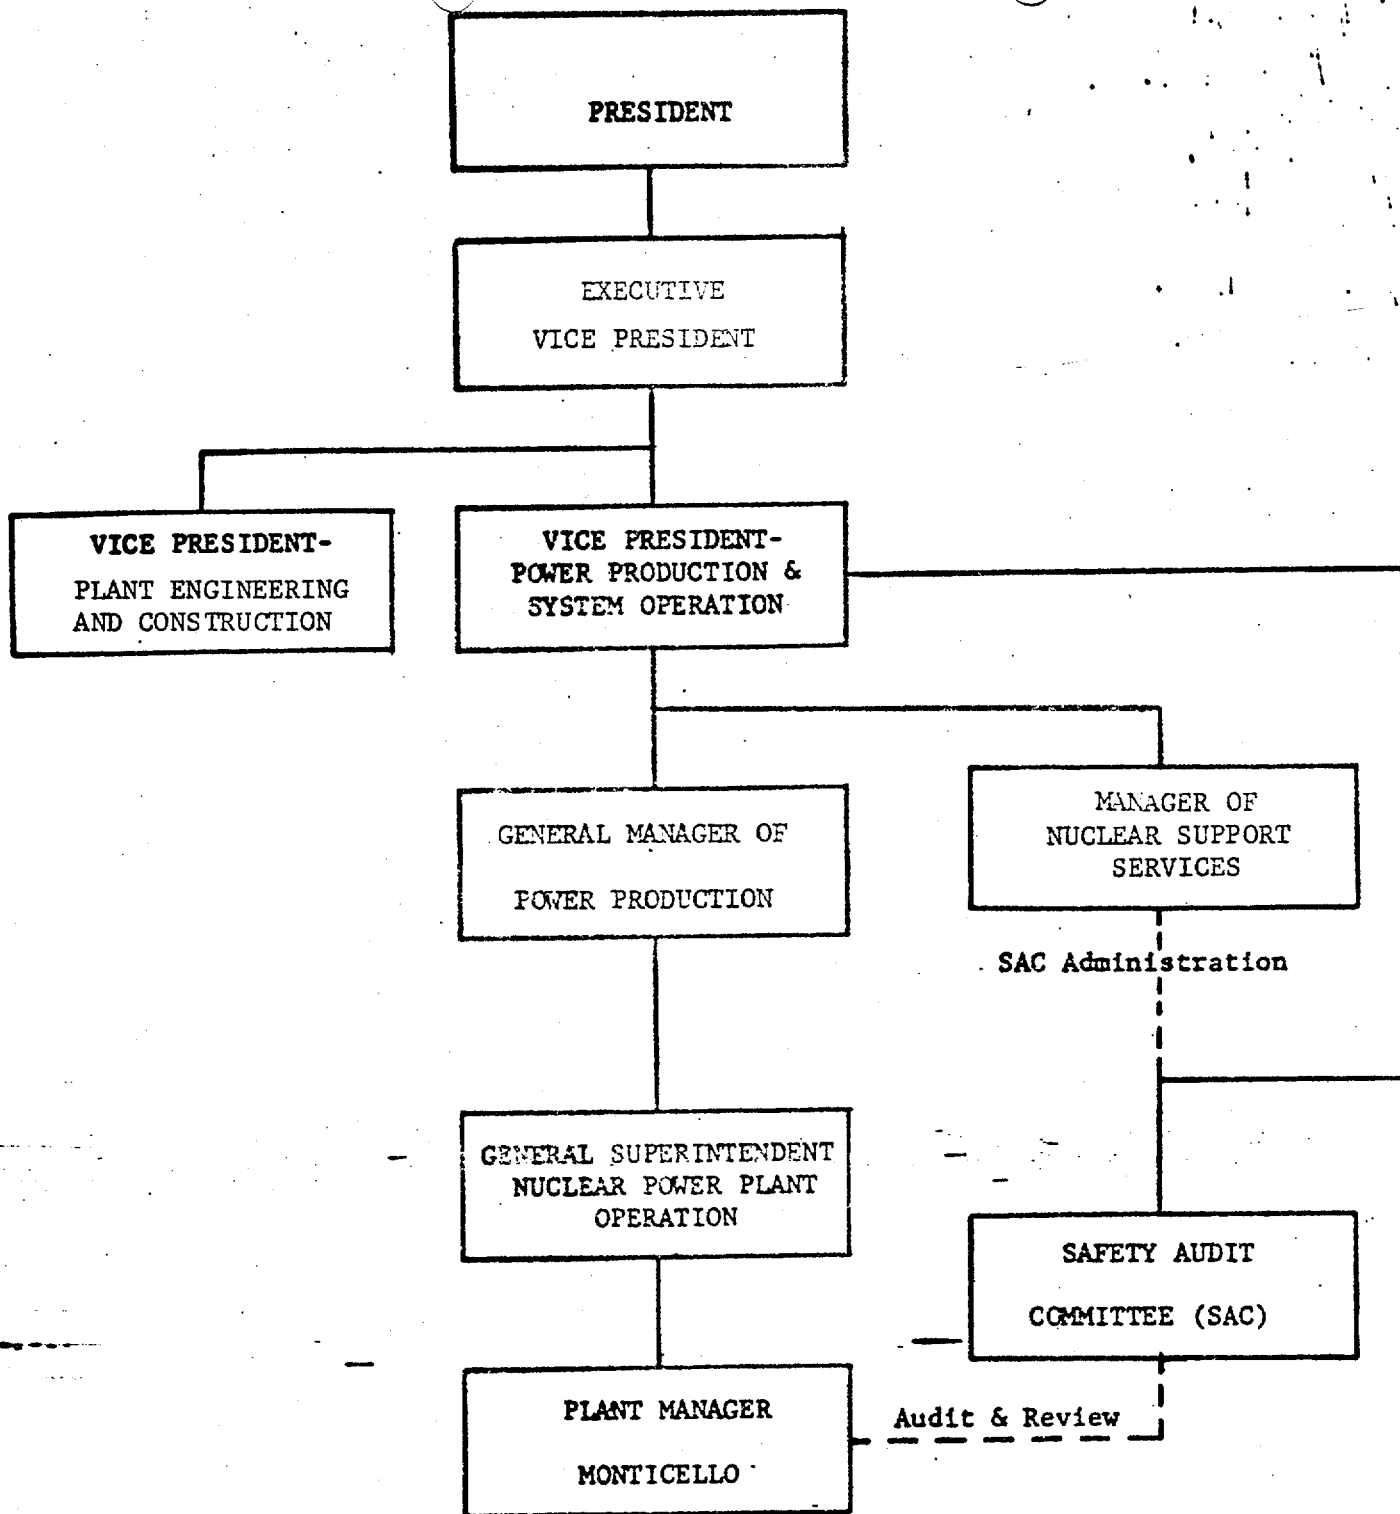 PRESIDENT
EXECUTIVE
VICE PRESIDENT
VICE PRESIDENT-
PLANT ENGINEERING
AND CONSTRUCTION
VICE PRESIDENT-
POWER PRODUCTION &
SYSTEM OPERATION
GENERAL MANAGER OF
POWER PRODUCTION
MANAGER OF
NUCLEAR SUPPORT
SERVICES
SAC Administration
GENERAL SUPERINTENDENT
NUCLEAR POWER PLANT
OPERATION
SAFETY AUDIT
COMMITTEE (SAC)
PLANT MANAGER
MONTICELLO
Audit & Review